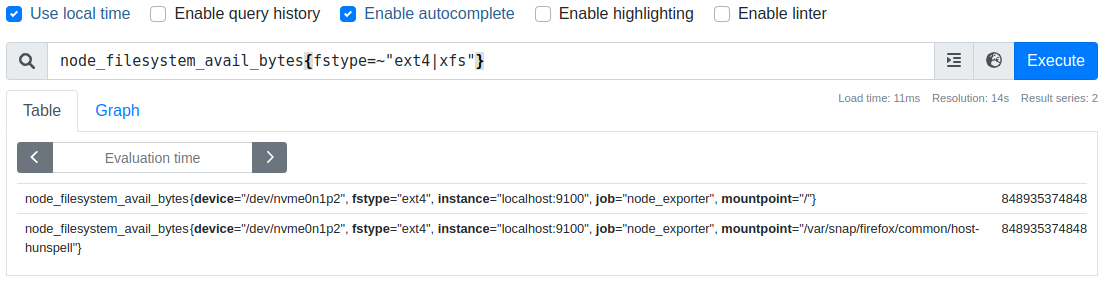 Use local time Enable query history Enable autocomplete Enable highlighting Enable linter
node_filesystem_avail_bytes{fstype=~"ext4|xfs"} Execute
Table Graph Load time: 11ms Resolution: 14s Result series: 2
Evaluation time
node_filesystem_avail_bytes{device="/dev/nvme0n1p2", fstype="ext4", instance="localhost:9100", job="node_exporter", mountpoint="/"} 848935374848
node_filesystem_avail_bytes{device="/dev/nvme0n1p2", fstype="ext4", instance="localhost:9100", job="node_exporter", mountpoint="/var/snap/firefox/common/host- 848935374848
hunspell"}